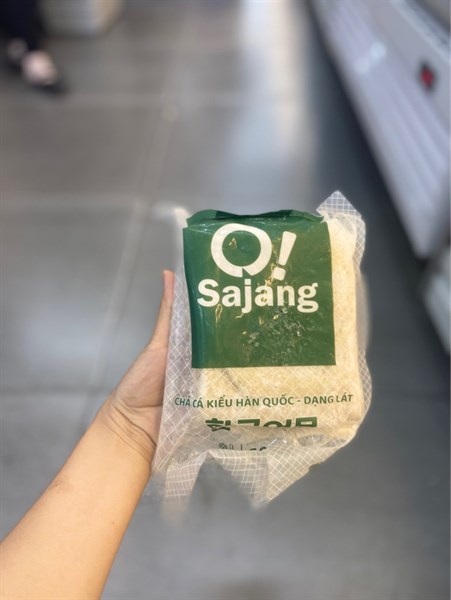 O!
Sajang
CHẢ CÁ KIỂU HÀN QUỐC - DẠNG LÁT